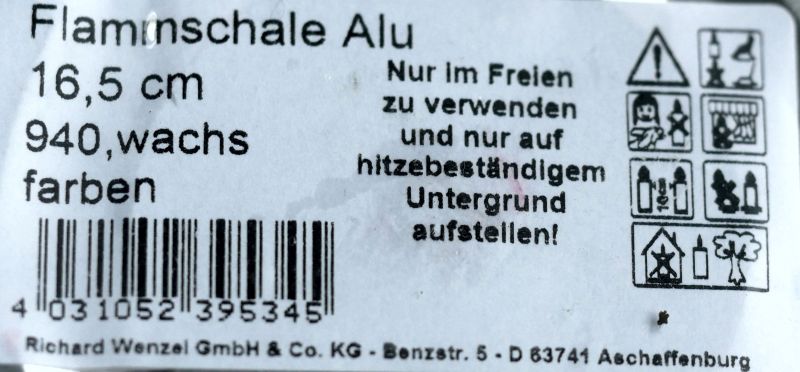 Flammschale Alu
16,5 cm
940,wachs
farben
Nur im Freien
zu verwenden
und nur auf
hitzebeständigem
Untergrund
aufstellen!
4 031052 395345
Richard Wenzel GmbH & Co. KG - Benzstr. 5 - D 63741 Aschaffenburg